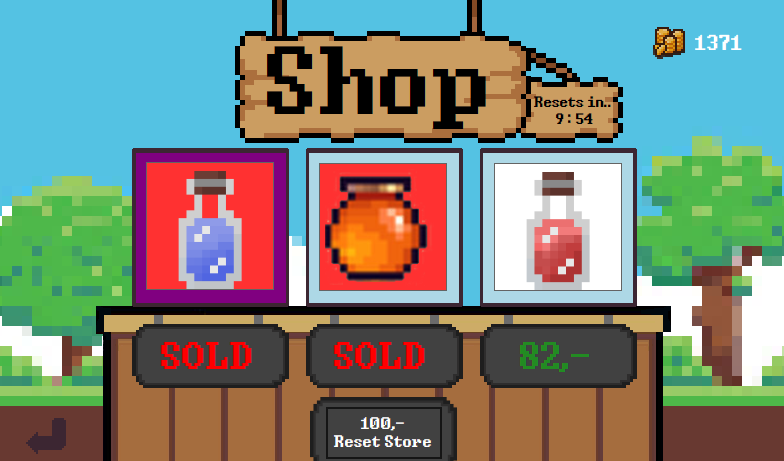 Shop
1371
Resets in..
9:54
SOLD
SOLD
82,-
100,-
Reset Store